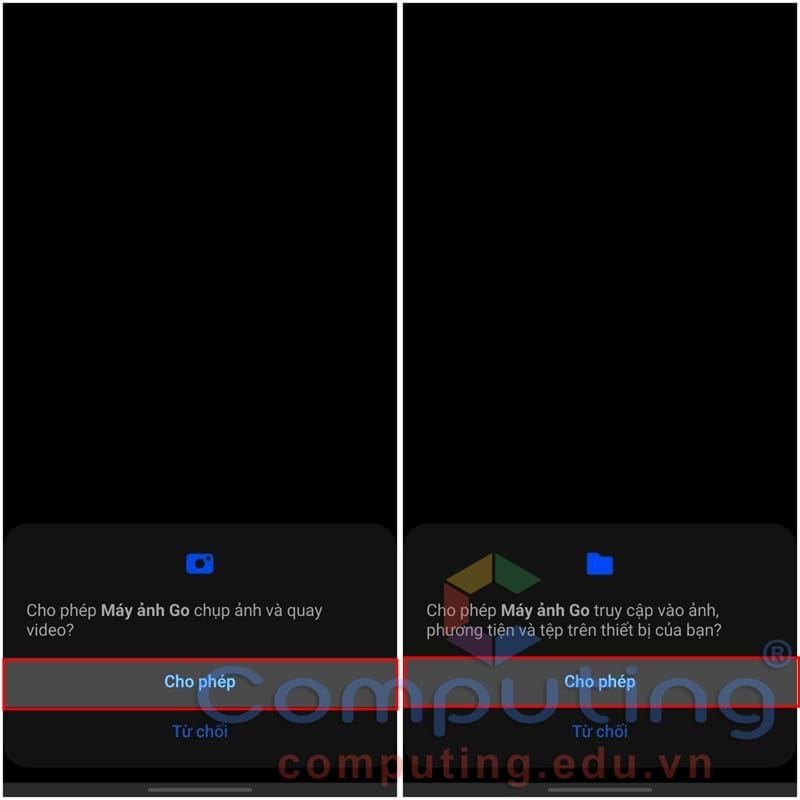 Cho phép Máy ảnh Go chụp ảnh và quay
video?
Cho phép
Từ chối
Cho phép Máy ảnh Go truy cập vào ảnh,
phương tiện và tệp trên thiết bị của bạn?
Cho phép
Từ chối
Computing®
computing.edu.vn